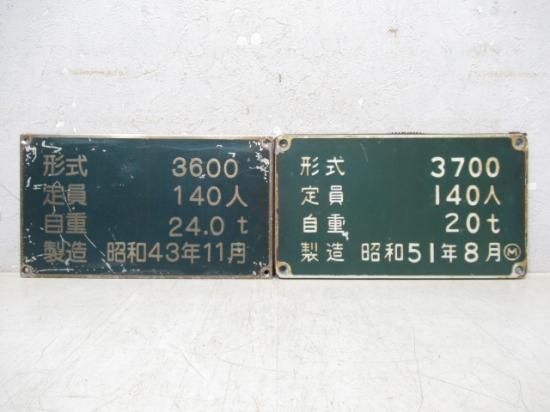 形式 3600
定員 140人
自重 24.0 t
製造 昭和43年11月
形式 3700
定員 140人
自重 20t
製造 昭和51年8月 Ⓜ